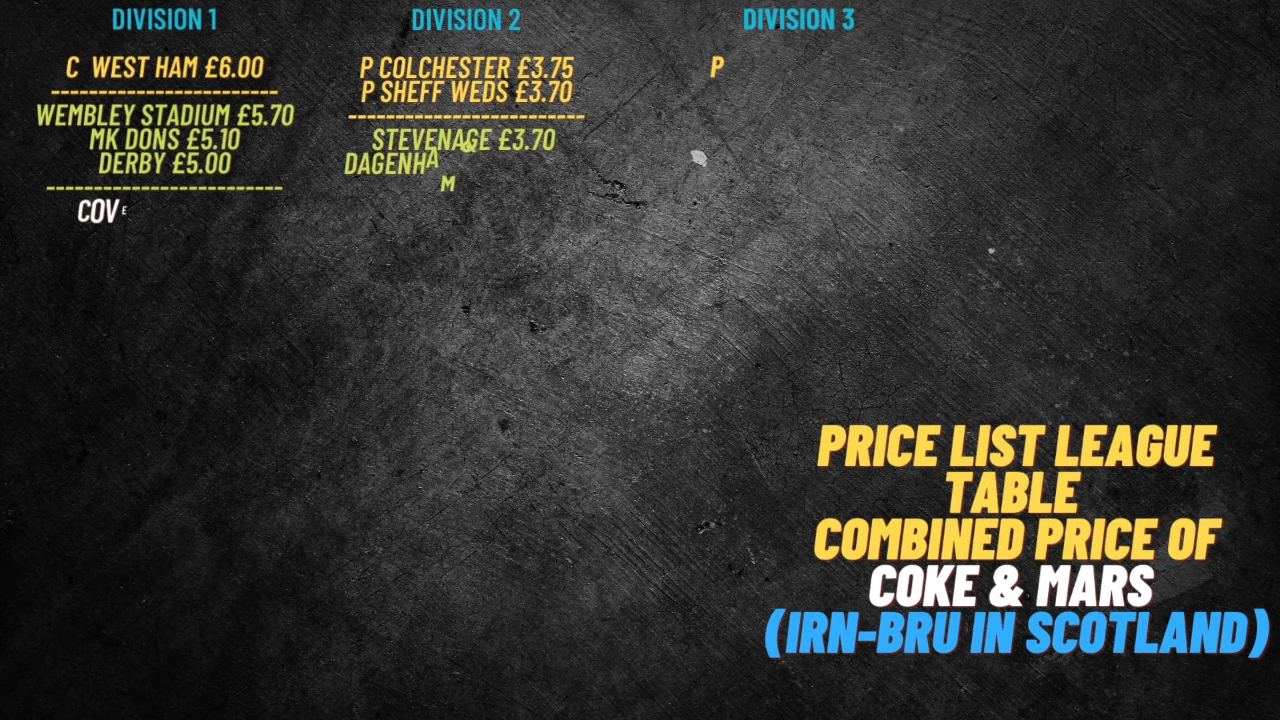 DIVISION 1
C WEST HAM £6.00
------------------------
WEMBLEY STADIUM £5.70
MK DONS £5.10
DERBY £5.00
-------------------------
COVE
DIVISION 2
P COLCHESTER £3.75
P SHEFF WEDS £3.70
-------------------------
STEVENAGE £3.70
DAGENHAM &
DIVISION 3
P
PRICE LIST LEAGUE
TABLE
COMBINED PRICE OF
COKE & MARS
(IRN-BRU IN SCOTLAND)